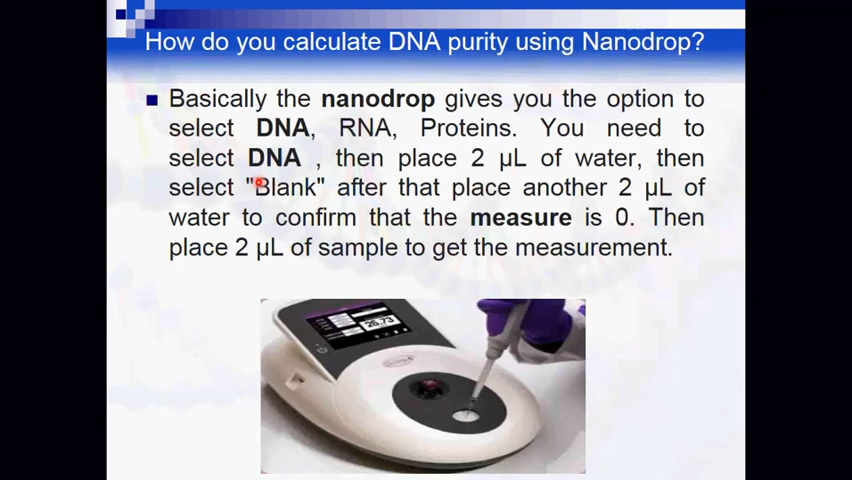 How do you calculate DNA purity using Nanodrop?
Basically the nanodrop gives you the option to
select DNA, RNA, Proteins. You need to
select DNA , then place 2 µL of water, then
select "Blank" after that place another 2 µL of
water to confirm that the measure is 0. Then
place 2 µL of sample to get the measurement.
26.73